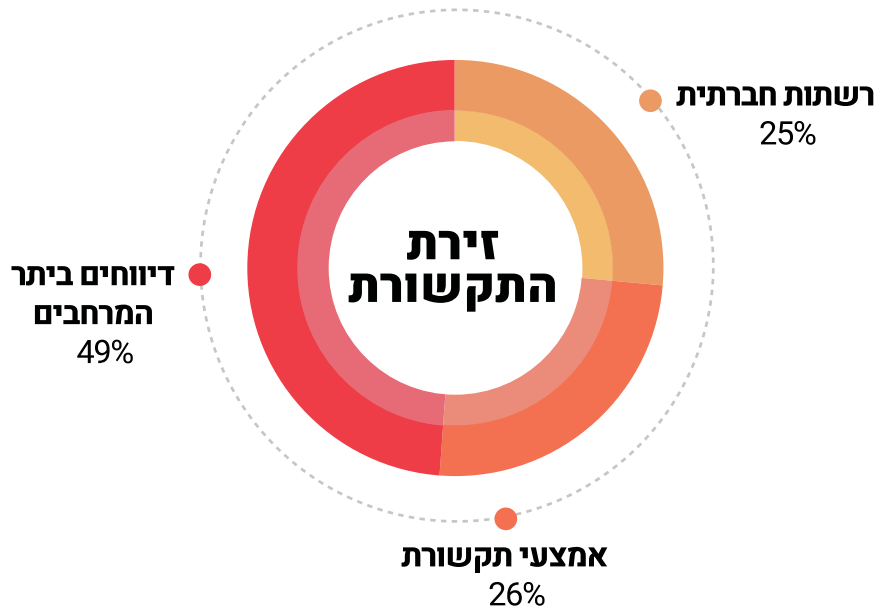 זירת
התקשורת
רשתות חברתית
25%
דיווחים ביתר
המרחבים
49%
אמצעי תקשורת
26%